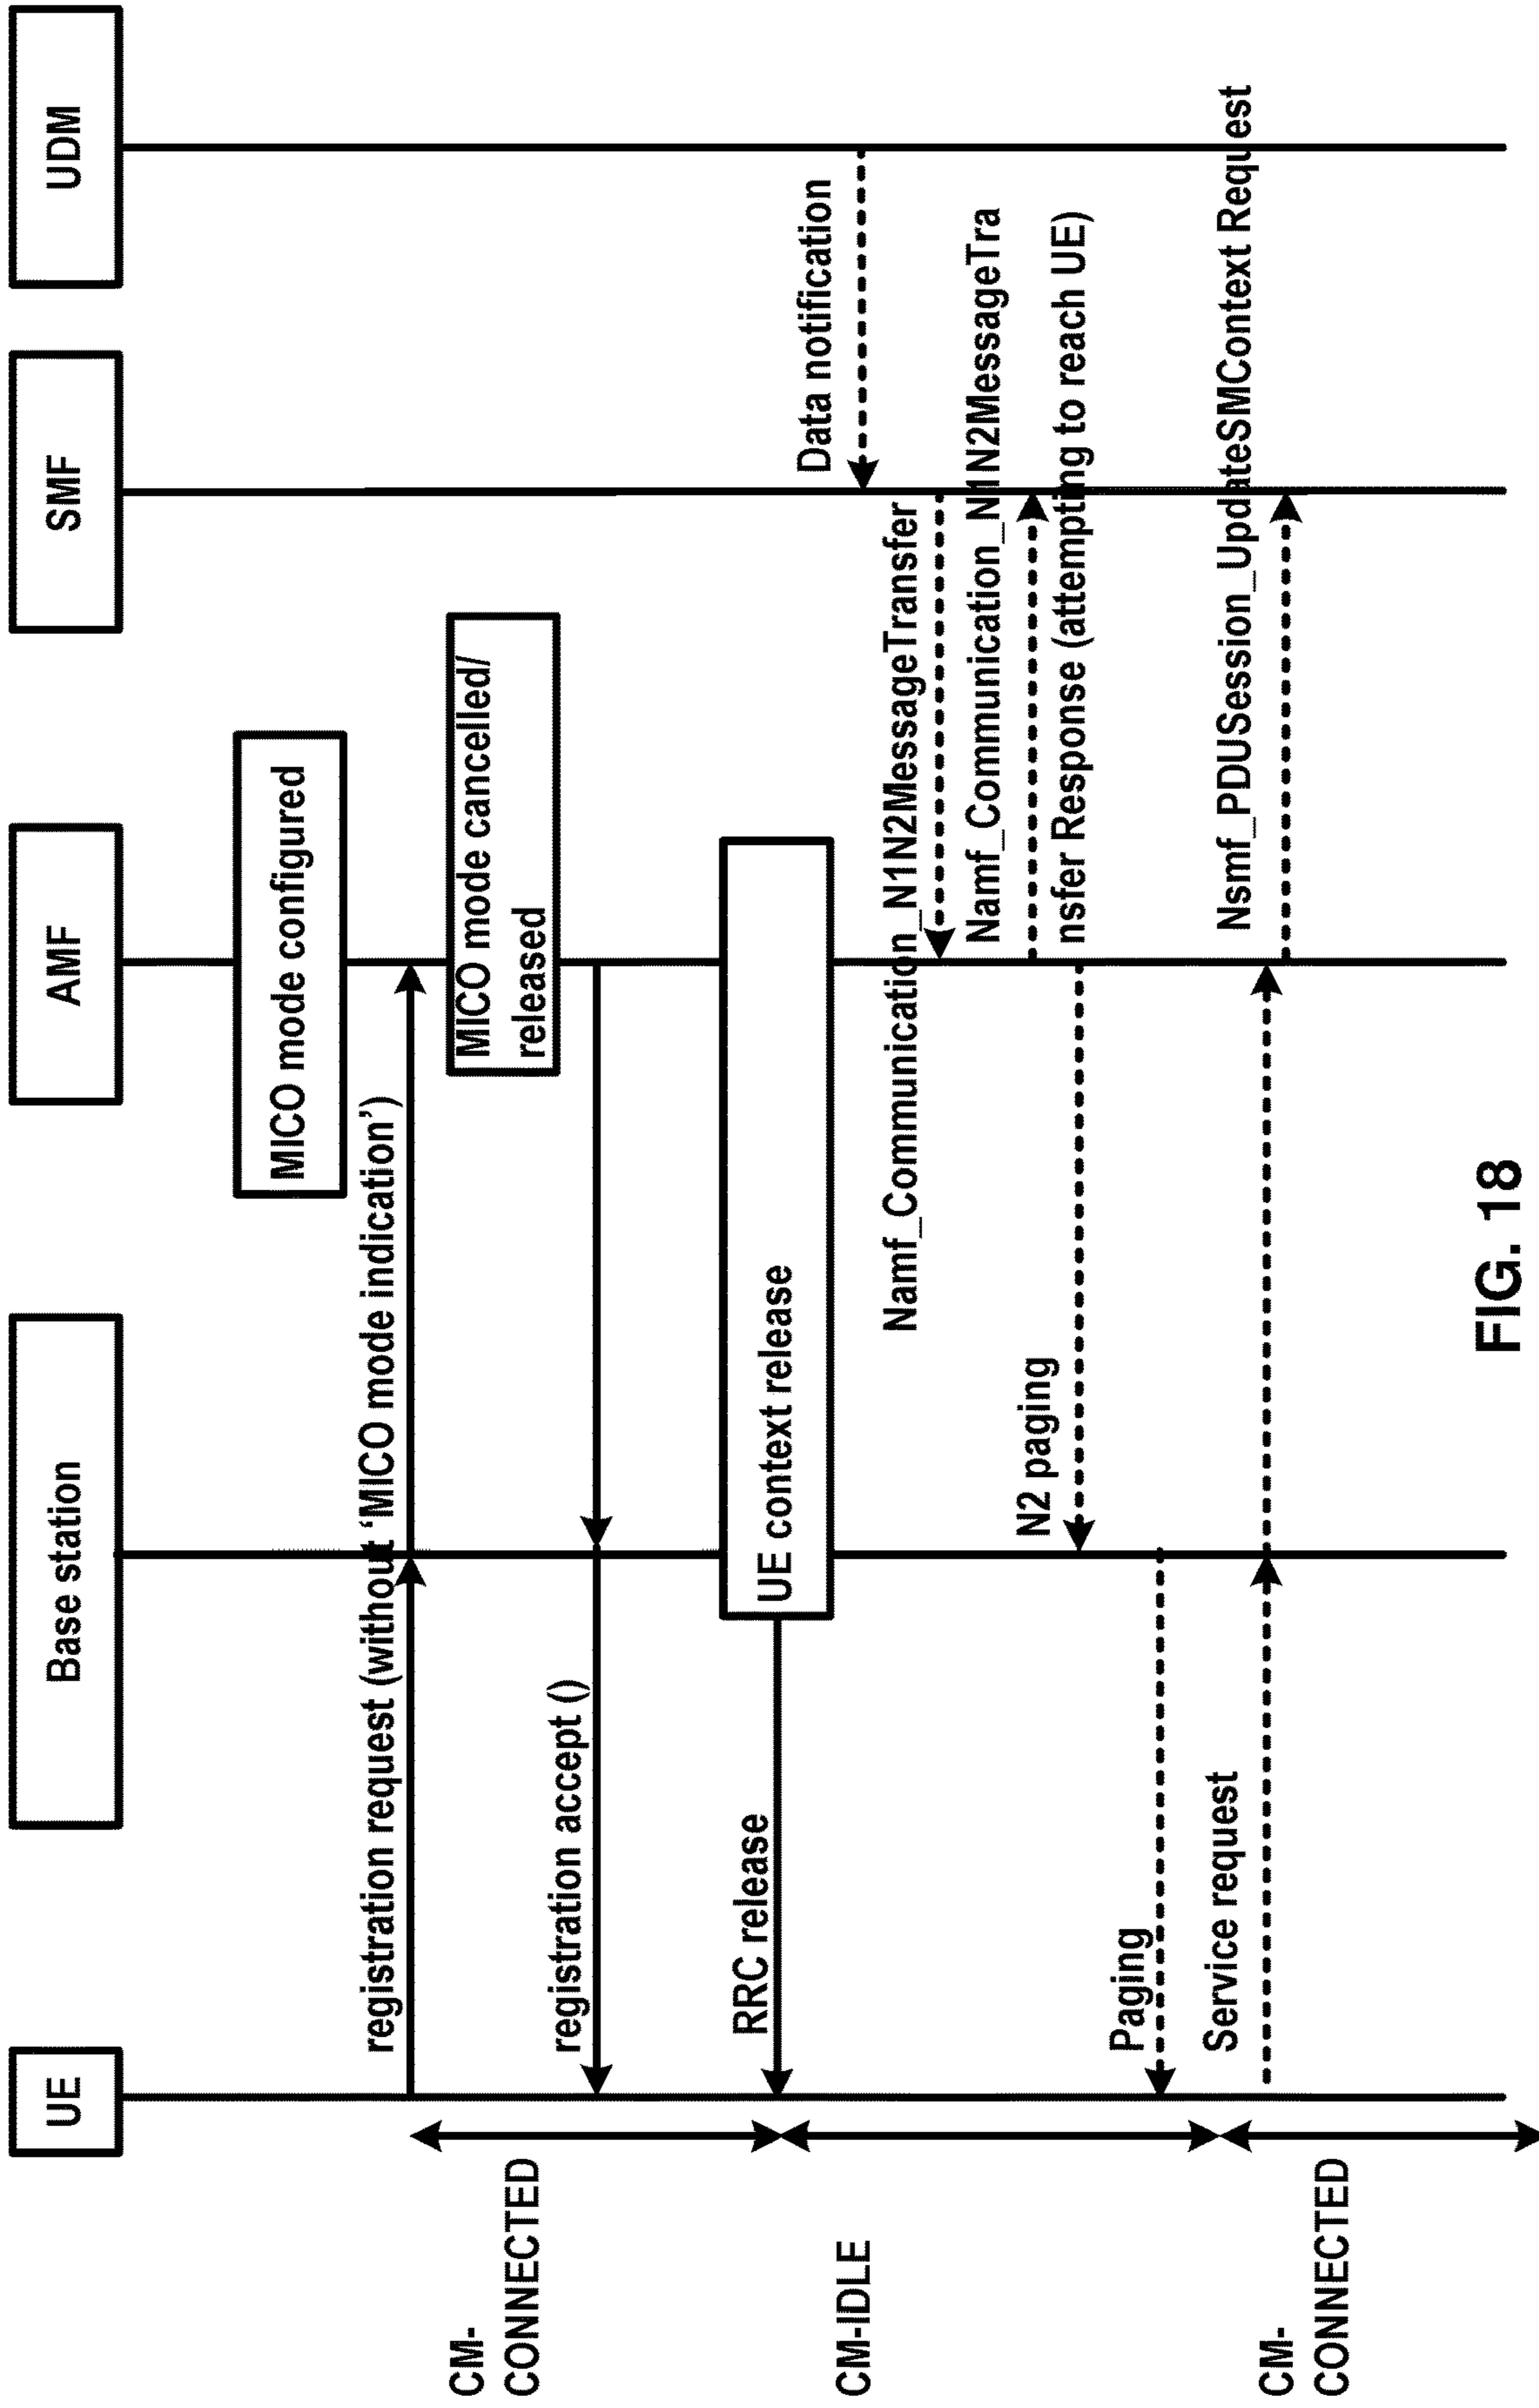 UE
Base station
AMF
SMF
UDM
MICO mode configured
registration request (without ‘MICO mode indication’)
MICO mode cancelled/
released
registration accept ()
CM-
CONNECTED
RRC release
UE context release
Data notification
CM-IDLE
Namf_Communication_N1N2MessageTransfer
Namf_Communication_N1N2MessageTra
nsfer Response (attempting to reach UE)
N2 paging
Paging
Service request
Nsmf_PDUSession_UpdateSMContext Request
CM-
CONNECTED
FIG. 18